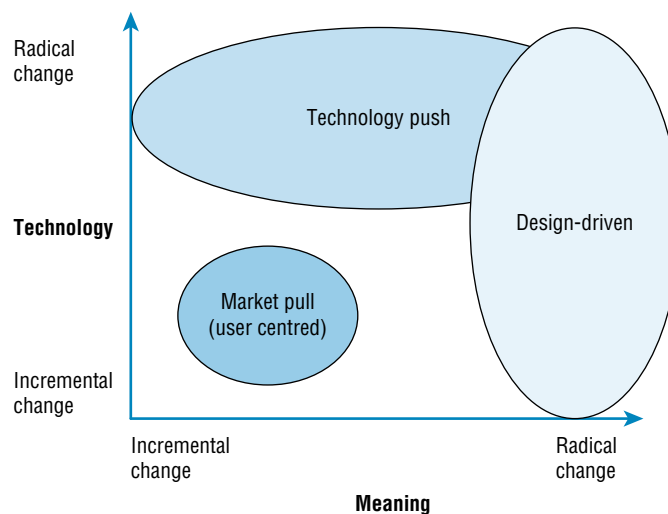 Radical
change
Technology push
Technology
Design-driven
Market pull
(user centred)
Incremental
change
Incremental
change
Radical
change
Meaning